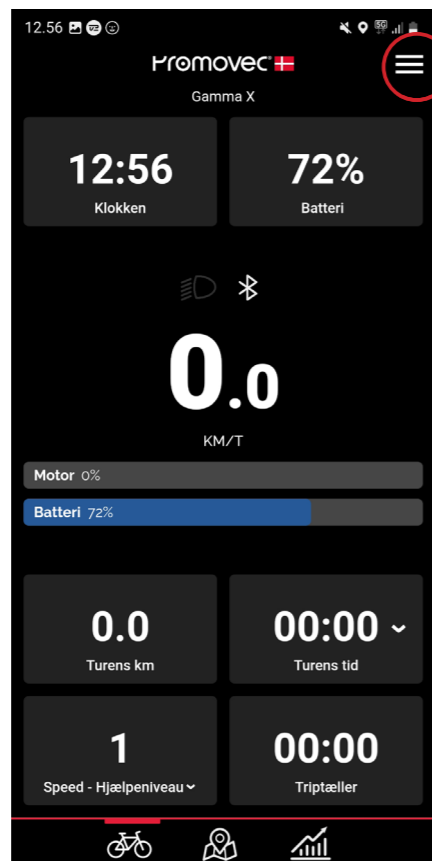 12.56
5G
Promovec
Gamma X
12:56
72%
Klokken
Batteri
0.0
KM/T
Motor 0%
Batteri 72%
0.0
00:00
Turens km
Turens tid
1
00:00
Speed - Hjælpeniveau
Triptæller